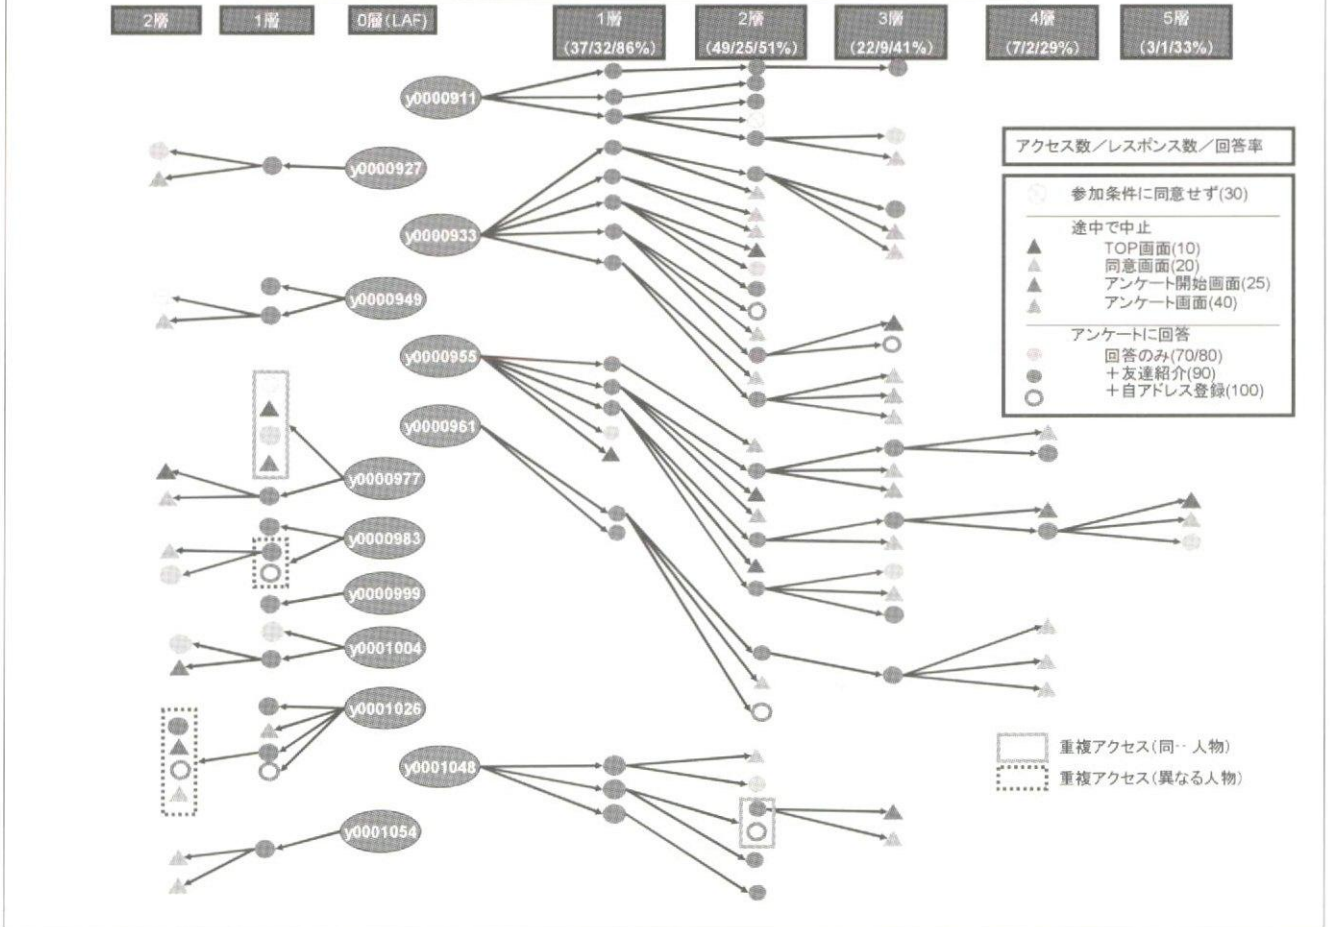 2層
1層
0層(LAF)
1層
(37/32/86%)
2層
(49/25/51%)
3層
(22/9/41%)
4層
(7/2/29%)
5層
(3/1/33%)
y0000911
y0000927
y0000933
y0000949
y0000955
y0000961
y0000977
y0000983
y0000999
y0001004
y0001026
y0001048
y0001054
アクセス数／レスポンス数／回答率
参加条件に同意せず(30)
途中で中止
TOP画面(10)
同意画面(20)
アンケート開始画面(25)
アンケート画面(40)
アンケートに回答
回答のみ(70/80)
＋友達紹介(90)
＋自アドレス登録(100)
重複アクセス(同一人物)
重複アクセス(異なる人物)